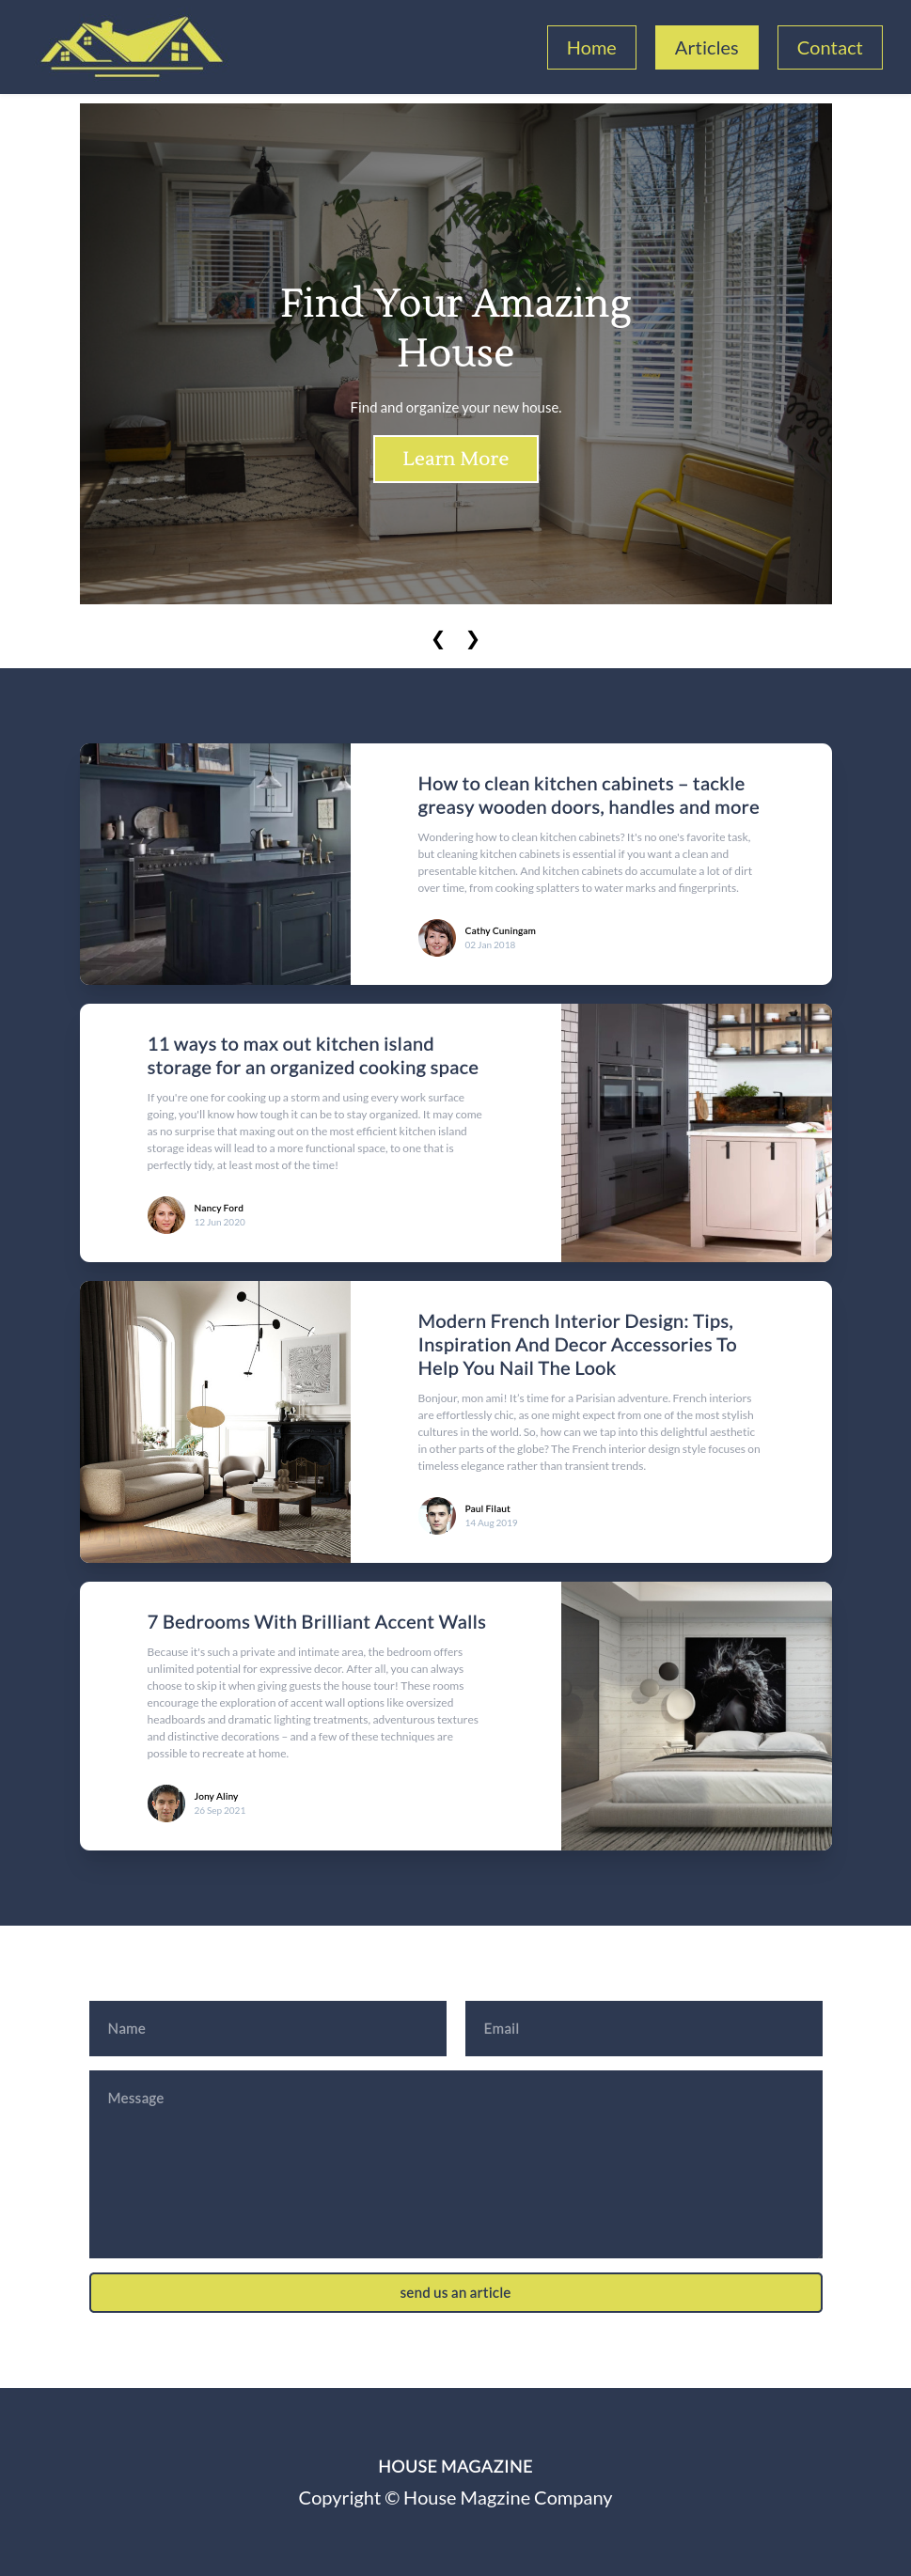 Home
Articles
Contact
Find Your Amazing
House
Find and organize your new house.
Learn More
❮ ❯
How to clean kitchen cabinets – tackle
greasy wooden doors, handles and more
Wondering how to clean kitchen cabinets? It's no one's favorite task,
but cleaning kitchen cabinets is essential if you want a clean and
presentable kitchen. And kitchen cabinets do accumulate a lot of dirt
over time, from cooking splatters to water marks and fingerprints.
Cathy Cuningam
02 Jan 2018
11 ways to max out kitchen island
storage for an organized cooking space
If you're one for cooking up a storm and using every work surface
going, you'll know how tough it can be to stay organized. It may come
as no surprise that maxing out on the most efficient kitchen island
storage ideas will lead to a more functional space, to one that is
perfectly tidy, at least most of the time!
Nancy Ford
12 Jun 2020
Modern French Interior Design: Tips,
Inspiration And Decor Accessories To
Help You Nail The Look
Bonjour, mon ami! It's time for a Parisian adventure. French interiors
are effortlessly chic, as one might expect from one of the most stylish
cultures in the world. So, how can we tap into this delightful aesthetic
in other parts of the globe? The French interior design style focuses on
timeless elegance rather than transient trends.
Paul Filaut
14 Aug 2019
7 Bedrooms With Brilliant Accent Walls
Because it's such a private and intimate area, the bedroom offers
unlimited potential for expressive decor. After all, you can always
choose to skip it when giving guests the house tour! These rooms
encourage the exploration of accent wall options like oversized
headboards and dramatic lighting treatments, adventurous textures
and distinctive decorations – and a few of these techniques are
possible to recreate at home.
Jony Aliny
26 Sep 2021
Name
Email
Message
send us an article
HOUSE MAGAZINE
Copyright © House Magzine Company